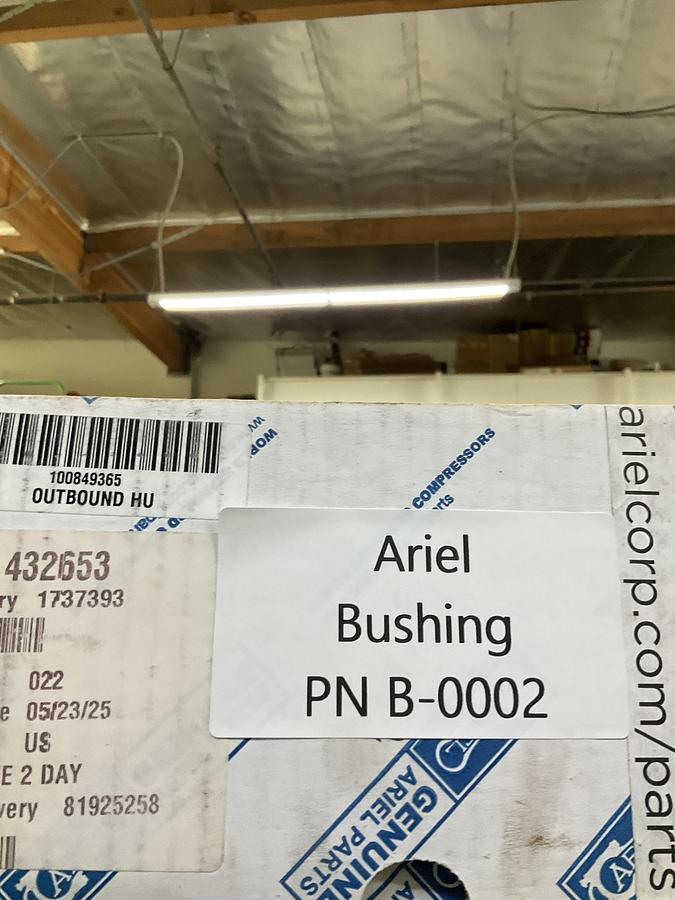 100849365
OUTBOUND HU
COMPRESSORS
rts
432653
ry 1737393
022
e 05/23/25
US
E 2 DAY
very 81925258
Ariel
Bushing
PN B-0002
arielcorp.com/parts
GENUINE
ARIEL PARTS